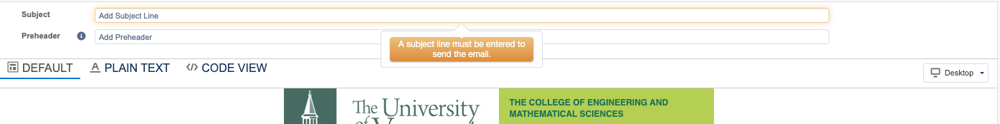 Subject
Add Subject Line
Preheader
Add Preheader
A subject line must be entered to
send the email.
DEFAULT
PLAIN TEXT
CODE VIEW
Desktop
The University
THE COLLEGE OF ENGINEERING AND
MATHEMATICAL SCIENCES